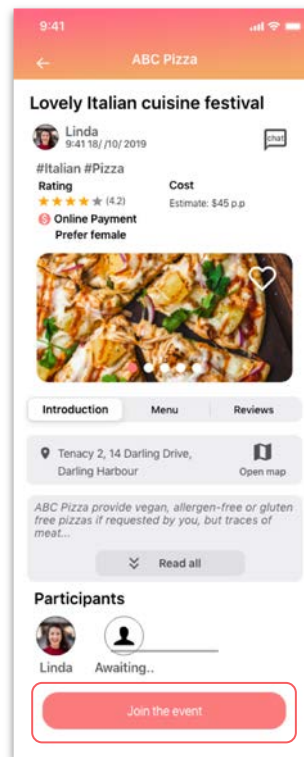 9:41
ABC Pizza
Lovely Italian cuisine festival
Linda
9:41 18/ /10/ 2019
chat
#Italian #Pizza
Rating
Cost
(4.2)
Estimate: $45 p.p
$ Online Payment
Prefer female
Introduction
Menu
Reviews
Tenacy 2, 14 Darling Drive,
Darling Harbour
Open map
ABC Pizza provide vegan, allergen-free or gluten
free pizzas if requested by you, but traces of
meat...
Read all
Participants
Linda
Awaiting..
Join the event